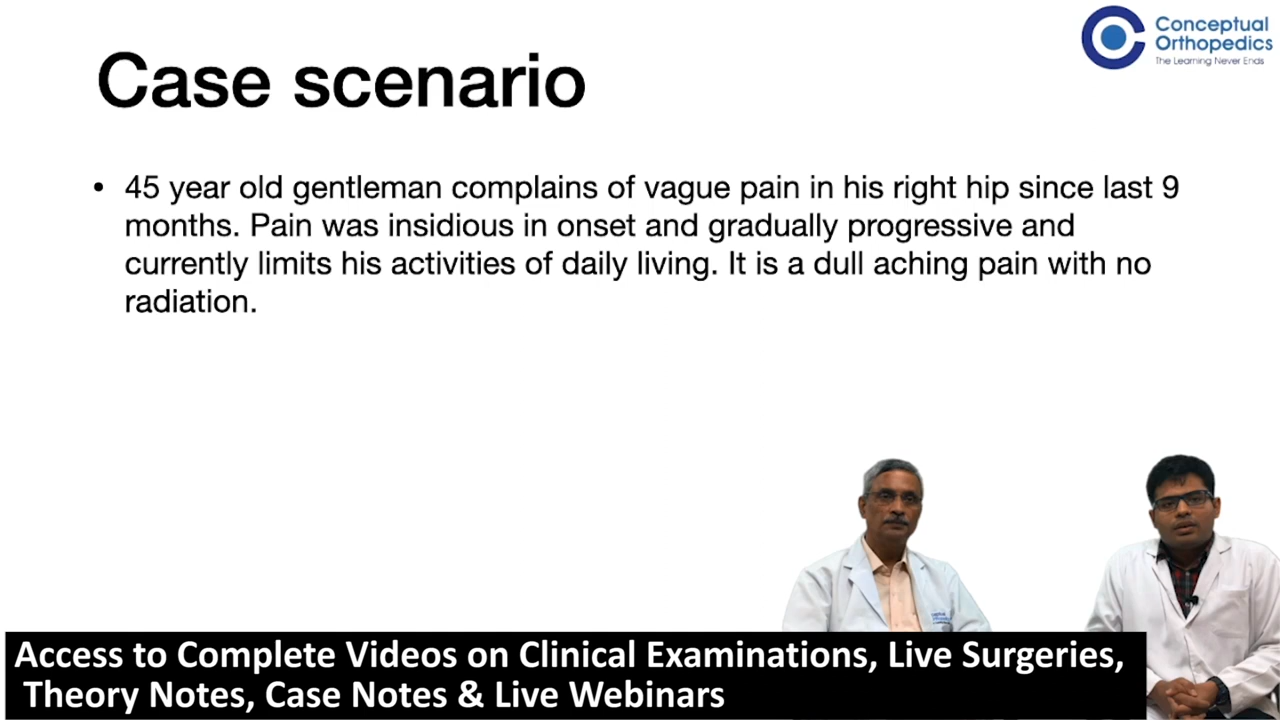 Conceptual
Orthopedics
The Learning Never Ends
Case scenario
• 45 year old gentleman complains of vague pain in his right hip since last 9
months. Pain was insidious in onset and gradually progressive and
currently limits his activities of daily living. It is a dull aching pain with no
radiation.
Access to Complete Videos on Clinical Examinations, Live Surgeries,
Theory Notes, Case Notes & Live Webinars